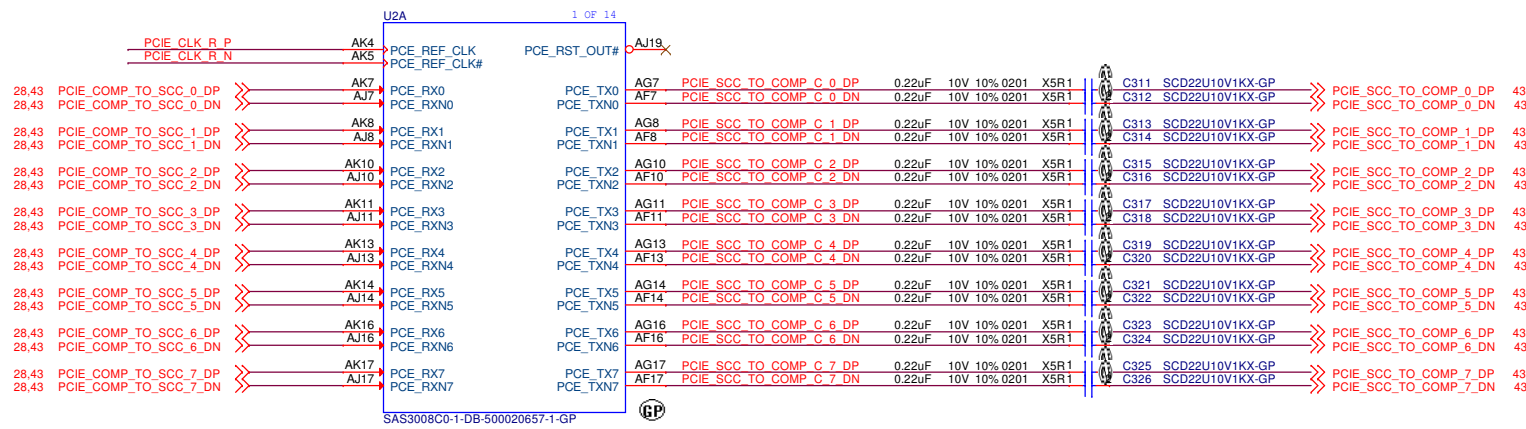 U2A 1 OF 14
PCIE_CLK_R_P AK4 PCE_REF_CLK PCE_RST_OUT# AJ19
PCIE_CLK_R_N AK5 PCE_REF_CLK#
28,43 PCIE_COMP_TO_SCC_0_DP AK7 PCE_RX0 PCE_TX0 AG7 PCIE_SCC_TO_COMP_C_0_DP 0.22uF 10V 10% 0201 X5R1 C311 SCD22U10V1KX-GP PCIE_SCC_TO_COMP_0_DP 43
28,43 PCIE_COMP_TO_SCC_0_DN AJ7 PCE_RXN0 PCE_TXN0 AF7 PCIE_SCC_TO_COMP_C_0_DN 0.22uF 10V 10% 0201 X5R1 C312 SCD22U10V1KX-GP PCIE_SCC_TO_COMP_0_DN 43
28,43 PCIE_COMP_TO_SCC_1_DP AK8 PCE_RX1 PCE_TX1 AG8 PCIE_SCC_TO_COMP_C_1_DP 0.22uF 10V 10% 0201 X5R1 C313 SCD22U10V1KX-GP PCIE_SCC_TO_COMP_1_DP 43
28,43 PCIE_COMP_TO_SCC_1_DN AJ8 PCE_RXN1 PCE_TXN1 AF8 PCIE_SCC_TO_COMP_C_1_DN 0.22uF 10V 10% 0201 X5R1 C314 SCD22U10V1KX-GP PCIE_SCC_TO_COMP_1_DN 43
28,43 PCIE_COMP_TO_SCC_2_DP AK10 PCE_RX2 PCE_TX2 AG10 PCIE_SCC_TO_COMP_C_2_DP 0.22uF 10V 10% 0201 X5R1 C315 SCD22U10V1KX-GP PCIE_SCC_TO_COMP_2_DP 43
28,43 PCIE_COMP_TO_SCC_2_DN AJ10 PCE_RXN2 PCE_TXN2 AF10 PCIE_SCC_TO_COMP_C_2_DN 0.22uF 10V 10% 0201 X5R1 C316 SCD22U10V1KX-GP PCIE_SCC_TO_COMP_2_DN 43
28,43 PCIE_COMP_TO_SCC_3_DP AK11 PCE_RX3 PCE_TX3 AG11 PCIE_SCC_TO_COMP_C_3_DP 0.22uF 10V 10% 0201 X5R1 C317 SCD22U10V1KX-GP PCIE_SCC_TO_COMP_3_DP 43
28,43 PCIE_COMP_TO_SCC_3_DN AJ11 PCE_RXN3 PCE_TXN3 AF11 PCIE_SCC_TO_COMP_C_3_DN 0.22uF 10V 10% 0201 X5R1 C318 SCD22U10V1KX-GP PCIE_SCC_TO_COMP_3_DN 43
28,43 PCIE_COMP_TO_SCC_4_DP AK13 PCE_RX4 PCE_TX4 AG13 PCIE_SCC_TO_COMP_C_4_DP 0.22uF 10V 10% 0201 X5R1 C319 SCD22U10V1KX-GP PCIE_SCC_TO_COMP_4_DP 43
28,43 PCIE_COMP_TO_SCC_4_DN AJ13 PCE_RXN4 PCE_TXN4 AF13 PCIE_SCC_TO_COMP_C_4_DN 0.22uF 10V 10% 0201 X5R1 C320 SCD22U10V1KX-GP PCIE_SCC_TO_COMP_4_DN 43
28,43 PCIE_COMP_TO_SCC_5_DP AK14 PCE_RX5 PCE_TX5 AG14 PCIE_SCC_TO_COMP_C_5_DP 0.22uF 10V 10% 0201 X5R1 C321 SCD22U10V1KX-GP PCIE_SCC_TO_COMP_5_DP 43
28,43 PCIE_COMP_TO_SCC_5_DN AJ14 PCE_RXN5 PCE_TXN5 AF14 PCIE_SCC_TO_COMP_C_5_DN 0.22uF 10V 10% 0201 X5R1 C322 SCD22U10V1KX-GP PCIE_SCC_TO_COMP_5_DN 43
28,43 PCIE_COMP_TO_SCC_6_DP AK16 PCE_RX6 PCE_TX6 AG16 PCIE_SCC_TO_COMP_C_6_DP 0.22uF 10V 10% 0201 X5R1 C323 SCD22U10V1KX-GP PCIE_SCC_TO_COMP_6_DP 43
28,43 PCIE_COMP_TO_SCC_6_DN AJ16 PCE_RXN6 PCE_TXN6 AF16 PCIE_SCC_TO_COMP_C_6_DN 0.22uF 10V 10% 0201 X5R1 C324 SCD22U10V1KX-GP PCIE_SCC_TO_COMP_6_DN 43
28,43 PCIE_COMP_TO_SCC_7_DP AK17 PCE_RX7 PCE_TX7 AG17 PCIE_SCC_TO_COMP_C_7_DP 0.22uF 10V 10% 0201 X5R1 C325 SCD22U10V1KX-GP PCIE_SCC_TO_COMP_7_DP 43
28,43 PCIE_COMP_TO_SCC_7_DN AJ17 PCE_RXN7 PCE_TXN7 AF17 PCIE_SCC_TO_COMP_C_7_DN 0.22uF 10V 10% 0201 X5R1 C326 SCD22U10V1KX-GP PCIE_SCC_TO_COMP_7_DN 43
SAS3008C0-1-DB-500020657-1-GP GP